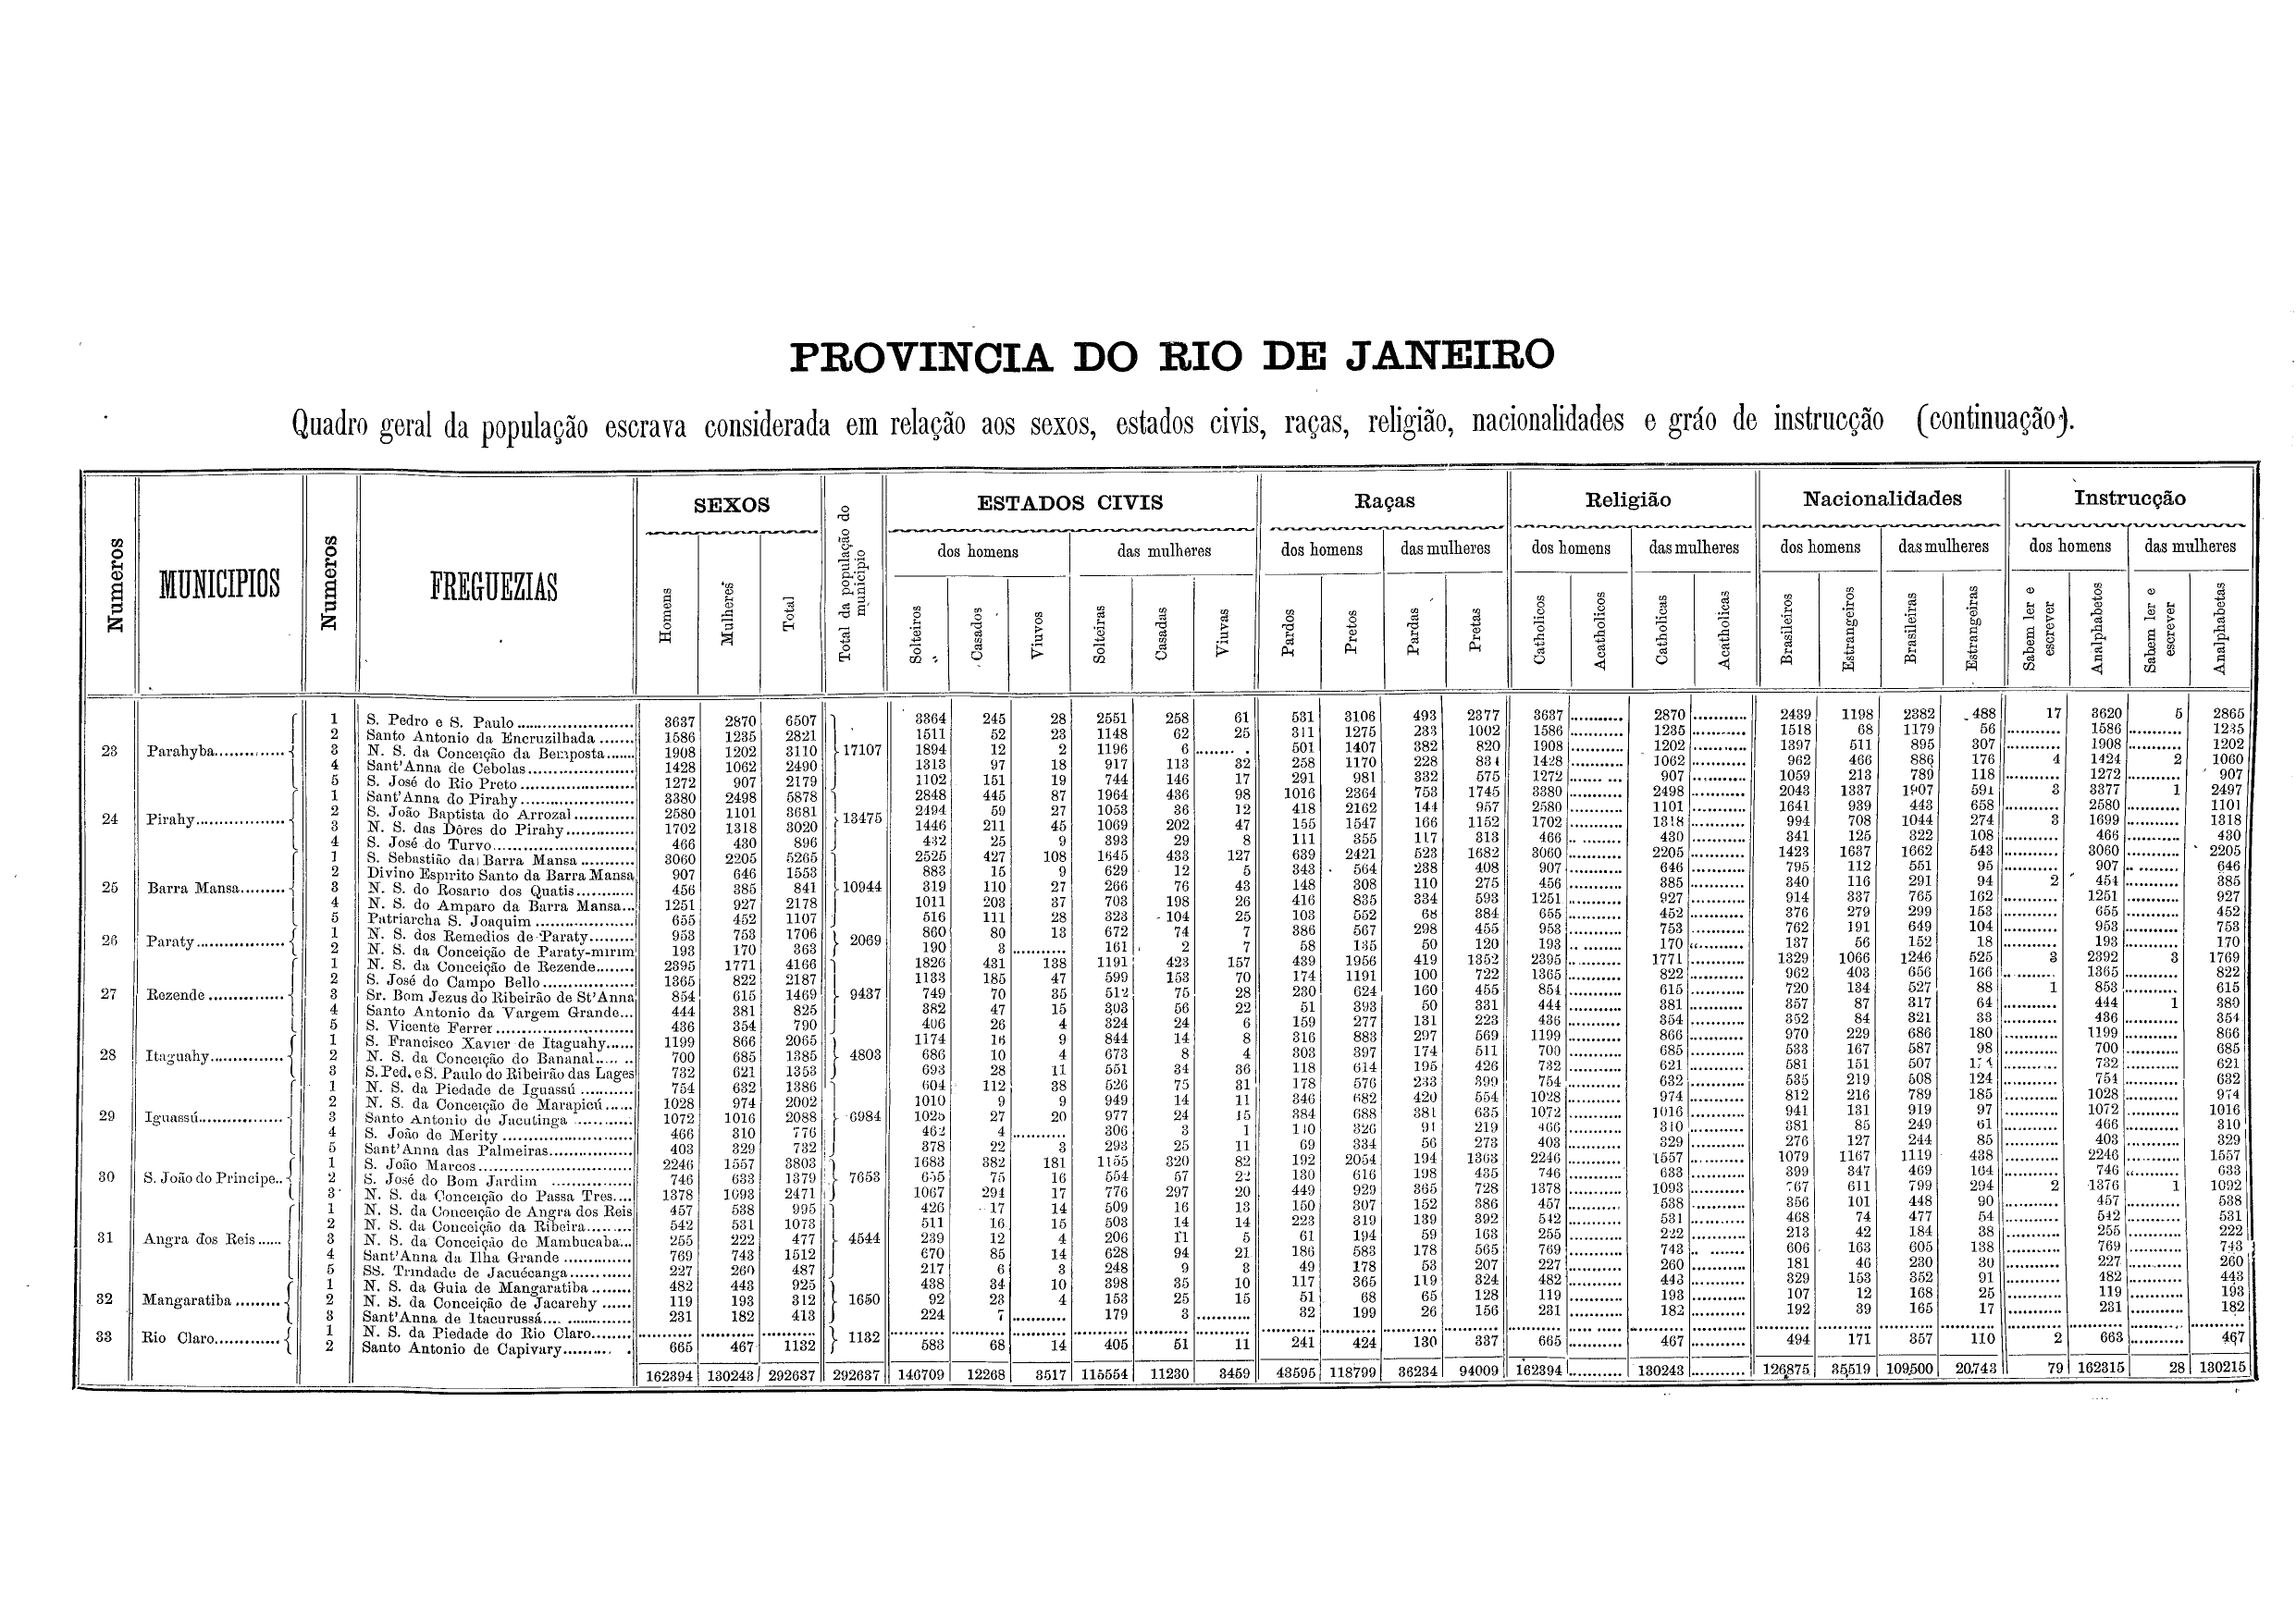 PROVINCIA DO RIO DE JANEIRO
Quadro geral da população escrava considerada em relação aos sexos, estados civis, raças, religião, nacionalidades e gráo de instrucção (continuação).
Numeros MUNICIPIOS Numeros FREGUEZIAS SEXOS Total da população do municipio ESTADOS CIVIS Raças Religião Nacionalidades Instrucção
dos homens das mulheres dos homens das mulheres dos homens das mulheres dos homens das mulheres dos homens das mulheres
Homens Mulheres Total Solteiros Casados Viuvos Solteiras Casadas Viuvas Pardos Pretos Pardas Pretas Catholicos Acatholicos Catholicas Acatholicas Brasileiros Estrangeiros Brasileiras Estrangeiras Sabem ler e escrever Analphabetos Sabem ler e escrever Analphabetas
1 S. Pedro e S. Paulo 3637 2870 6507 3364 245 28 2551 258 61 531 3106 493 2377 3637 2870 2439 1198 2382 488 17 3620 5 2865
2 Santo Antonio da Encruzilhada 1586 1235 2821 1511 52 23 1148 62 25 311 1275 233 1002 1586 1235 1518 68 1179 56 1586 1235
23 Parahyba 3 N. S. da Conceição da Bemposta 1908 1202 3110 17107 1894 12 2 1196 6 501 1407 382 820 1908 1202 1397 511 895 307 1908 1202
4 Sant'Anna de Cebolas 1428 1062 2490 1313 97 18 917 113 32 258 1170 228 834 1428 1062 962 466 886 176 4 1424 2 1060
5 S. José do Rio Preto 1272 907 2179 1102 151 19 744 146 17 291 981 332 575 1272 907 1059 213 789 118 1272 907
1 Sant'Anna do Pirahy 3380 2498 5878 2848 445 87 1964 436 98 1016 2364 753 1745 3380 2498 2043 1337 1907 591 3 3377 1 2497
24 Pirahy 2 S. João Baptista do Arrozal 2580 1101 3681 13475 2494 59 27 1053 36 12 418 2162 144 957 2580 1101 1641 939 443 658 2580 1101
3 N. S. das Dôres do Pirahy 1702 1318 3020 1446 211 45 1069 202 47 155 1547 166 1152 1702 1318 994 708 1044 274 3 1699 1318
4 S. José do Turvo 466 430 896 432 25 9 393 29 8 111 355 117 313 466 430 341 125 322 108 466 430
1 S. Sebastião da Barra Mansa 3060 2205 5265 2525 427 108 1645 433 127 639 2421 523 1682 3060 2205 1423 1637 1662 543 3060 2205
2 Divino Espirito Santo da Barra Mansa 907 646 1553 883 15 9 629 12 5 343 564 238 408 907 646 795 112 551 95 907 646
25 Barra Mansa 3 N. S. do Rosario dos Quatis 456 385 841 10944 319 110 27 266 76 43 148 308 110 275 456 385 340 116 291 94 2 454 385
4 N. S. do Amparo da Barra Mansa 1251 927 2178 1011 203 37 703 198 26 416 835 334 593 1251 927 914 337 765 162 1251 927
5 Patriarcha S. Joaquim 655 452 1107 516 111 28 323 104 25 103 552 68 384 655 452 376 279 299 153 655 452
26 Paraty 1 N. S. dos Remedios de Paraty 953 753 1706 2069 860 80 13 672 74 7 386 567 298 455 953 753 762 191 649 104 953 753
2 N. S. da Conceição de Paraty-mirim 193 170 363 190 3 161 2 7 58 135 50 120 193 170 137 56 152 18 193 170
1 N. S. da Conceição de Rezende 2395 1771 4166 1826 431 138 1191 423 157 439 1956 419 1352 2395 1771 1329 1066 1246 525 3 2392 3 1769
2 S. José do Campo Bello 1365 822 2187 1133 185 47 599 153 70 174 1191 100 722 1365 822 962 403 656 166 1365 822
27 Rezende 3 Sr. Bom Jezus do Ribeirão de St'Anna 854 615 1469 9437 749 70 35 512 75 28 230 624 160 455 854 615 720 134 527 88 1 853 615
4 Santo Antonio da Vargem Grande 444 381 825 382 47 15 303 56 22 51 393 50 331 444 381 357 87 317 64 444 1 380
5 S. Vicente Ferrer 436 354 790 406 26 4 324 24 6 159 277 131 223 436 354 352 84 321 33 436 354
1 S. Francisco Xavier de Itaguahy 1199 866 2065 1174 16 9 844 14 8 316 883 297 569 1199 866 970 229 686 180 1199 866
28 Itaguahy 2 N. S. da Conceição do Bananal 700 685 1385 4803 686 10 4 673 8 4 303 397 174 511 700 685 533 167 587 98 700 685
3 S. Ped. e S. Paulo do Ribeirão das Lages 732 621 1353 693 28 11 551 34 36 118 614 195 426 732 621 581 151 507 732 621
1 N. S. da Piedade de Iguassú 754 632 1386 604 112 38 526 75 31 178 576 233 399 754 632 535 219 508 124 754 632
2 N. S. da Conceição de Marapicú 1028 974 2002 1010 9 9 949 14 11 346 682 420 554 1028 974 812 216 789 185 1028 974
29 Iguassú 3 Santo Antonio de Jacutinga 1072 1016 2088 6984 1025 27 20 977 24 15 384 688 381 635 1072 1016 941 131 919 97 1072 1016
4 S. João de Merity 466 310 776 462 4 306 3 1 140 326 91 219 466 310 381 85 249 61 466 310
5 Sant'Anna das Palmeiras 403 329 732 378 22 3 293 25 11 69 334 56 273 403 329 276 127 244 85 403 329
1 S. João Marcos 2246 1557 3803 1683 382 181 1155 320 82 192 2054 194 1363 2246 1557 1079 1167 1119 438 2246 1557
30 S. João do Principe 2 S. José do Bom Jardim 746 633 1379 7653 655 75 16 554 57 22 130 616 198 435 746 633 399 347 469 164 746 633
3 N. S. da Conceição do Passa Tres 1378 1093 2471 1067 294 17 776 297 20 449 929 365 728 1378 1093 767 611 799 294 2 1376 1 1092
1 N. S. da Conceição de Angra dos Reis 457 538 995 426 17 14 509 16 13 150 307 152 386 457 538 356 101 448 90 457 538
2 N. S. da Conceição da Ribeira 542 531 1073 511 16 15 503 14 14 223 319 139 392 542 531 468 74 477 54 542 531
31 Angra dos Reis 3 N. S. da Conceição de Mambucaba 255 222 477 4544 239 12 4 206 11 5 61 194 59 163 255 222 213 42 184 38 255 222
4 Sant'Anna da Ilha Grande 769 743 1512 670 85 14 628 94 21 186 583 178 565 769 743 606 163 605 138 769 743
5 SS. Trindade de Jacuécanga 227 260 487 217 6 3 248 9 3 49 178 53 207 227 260 181 46 230 30 227 260
1 N. S. da Guia de Mangaratiba 482 443 925 438 34 10 398 35 10 117 365 119 324 482 443 329 153 352 91 482 443
32 Mangaratiba 2 N. S. da Conceição de Jacarehy 119 193 312 1650 92 23 4 153 25 15 51 68 65 128 119 193 107 12 168 25 119 193
3 Sant'Anna de Itacurussá 231 182 413 224 7 179 3 32 199 26 156 231 182 192 39 165 17 231 182
33 Rio Claro 1 N. S. da Piedade do Rio Claro 1132
2 Santo Antonio de Capivary 665 467 1132 583 68 14 405 51 11 241 424 130 337 665 467 494 171 357 110 2 663 467
162394 130243 292637 292637 146709 12268 3517 115554 11230 3459 43595 118799 36234 94009 162394 130243 126875 35519 109500 20743 79 162315 28 130215